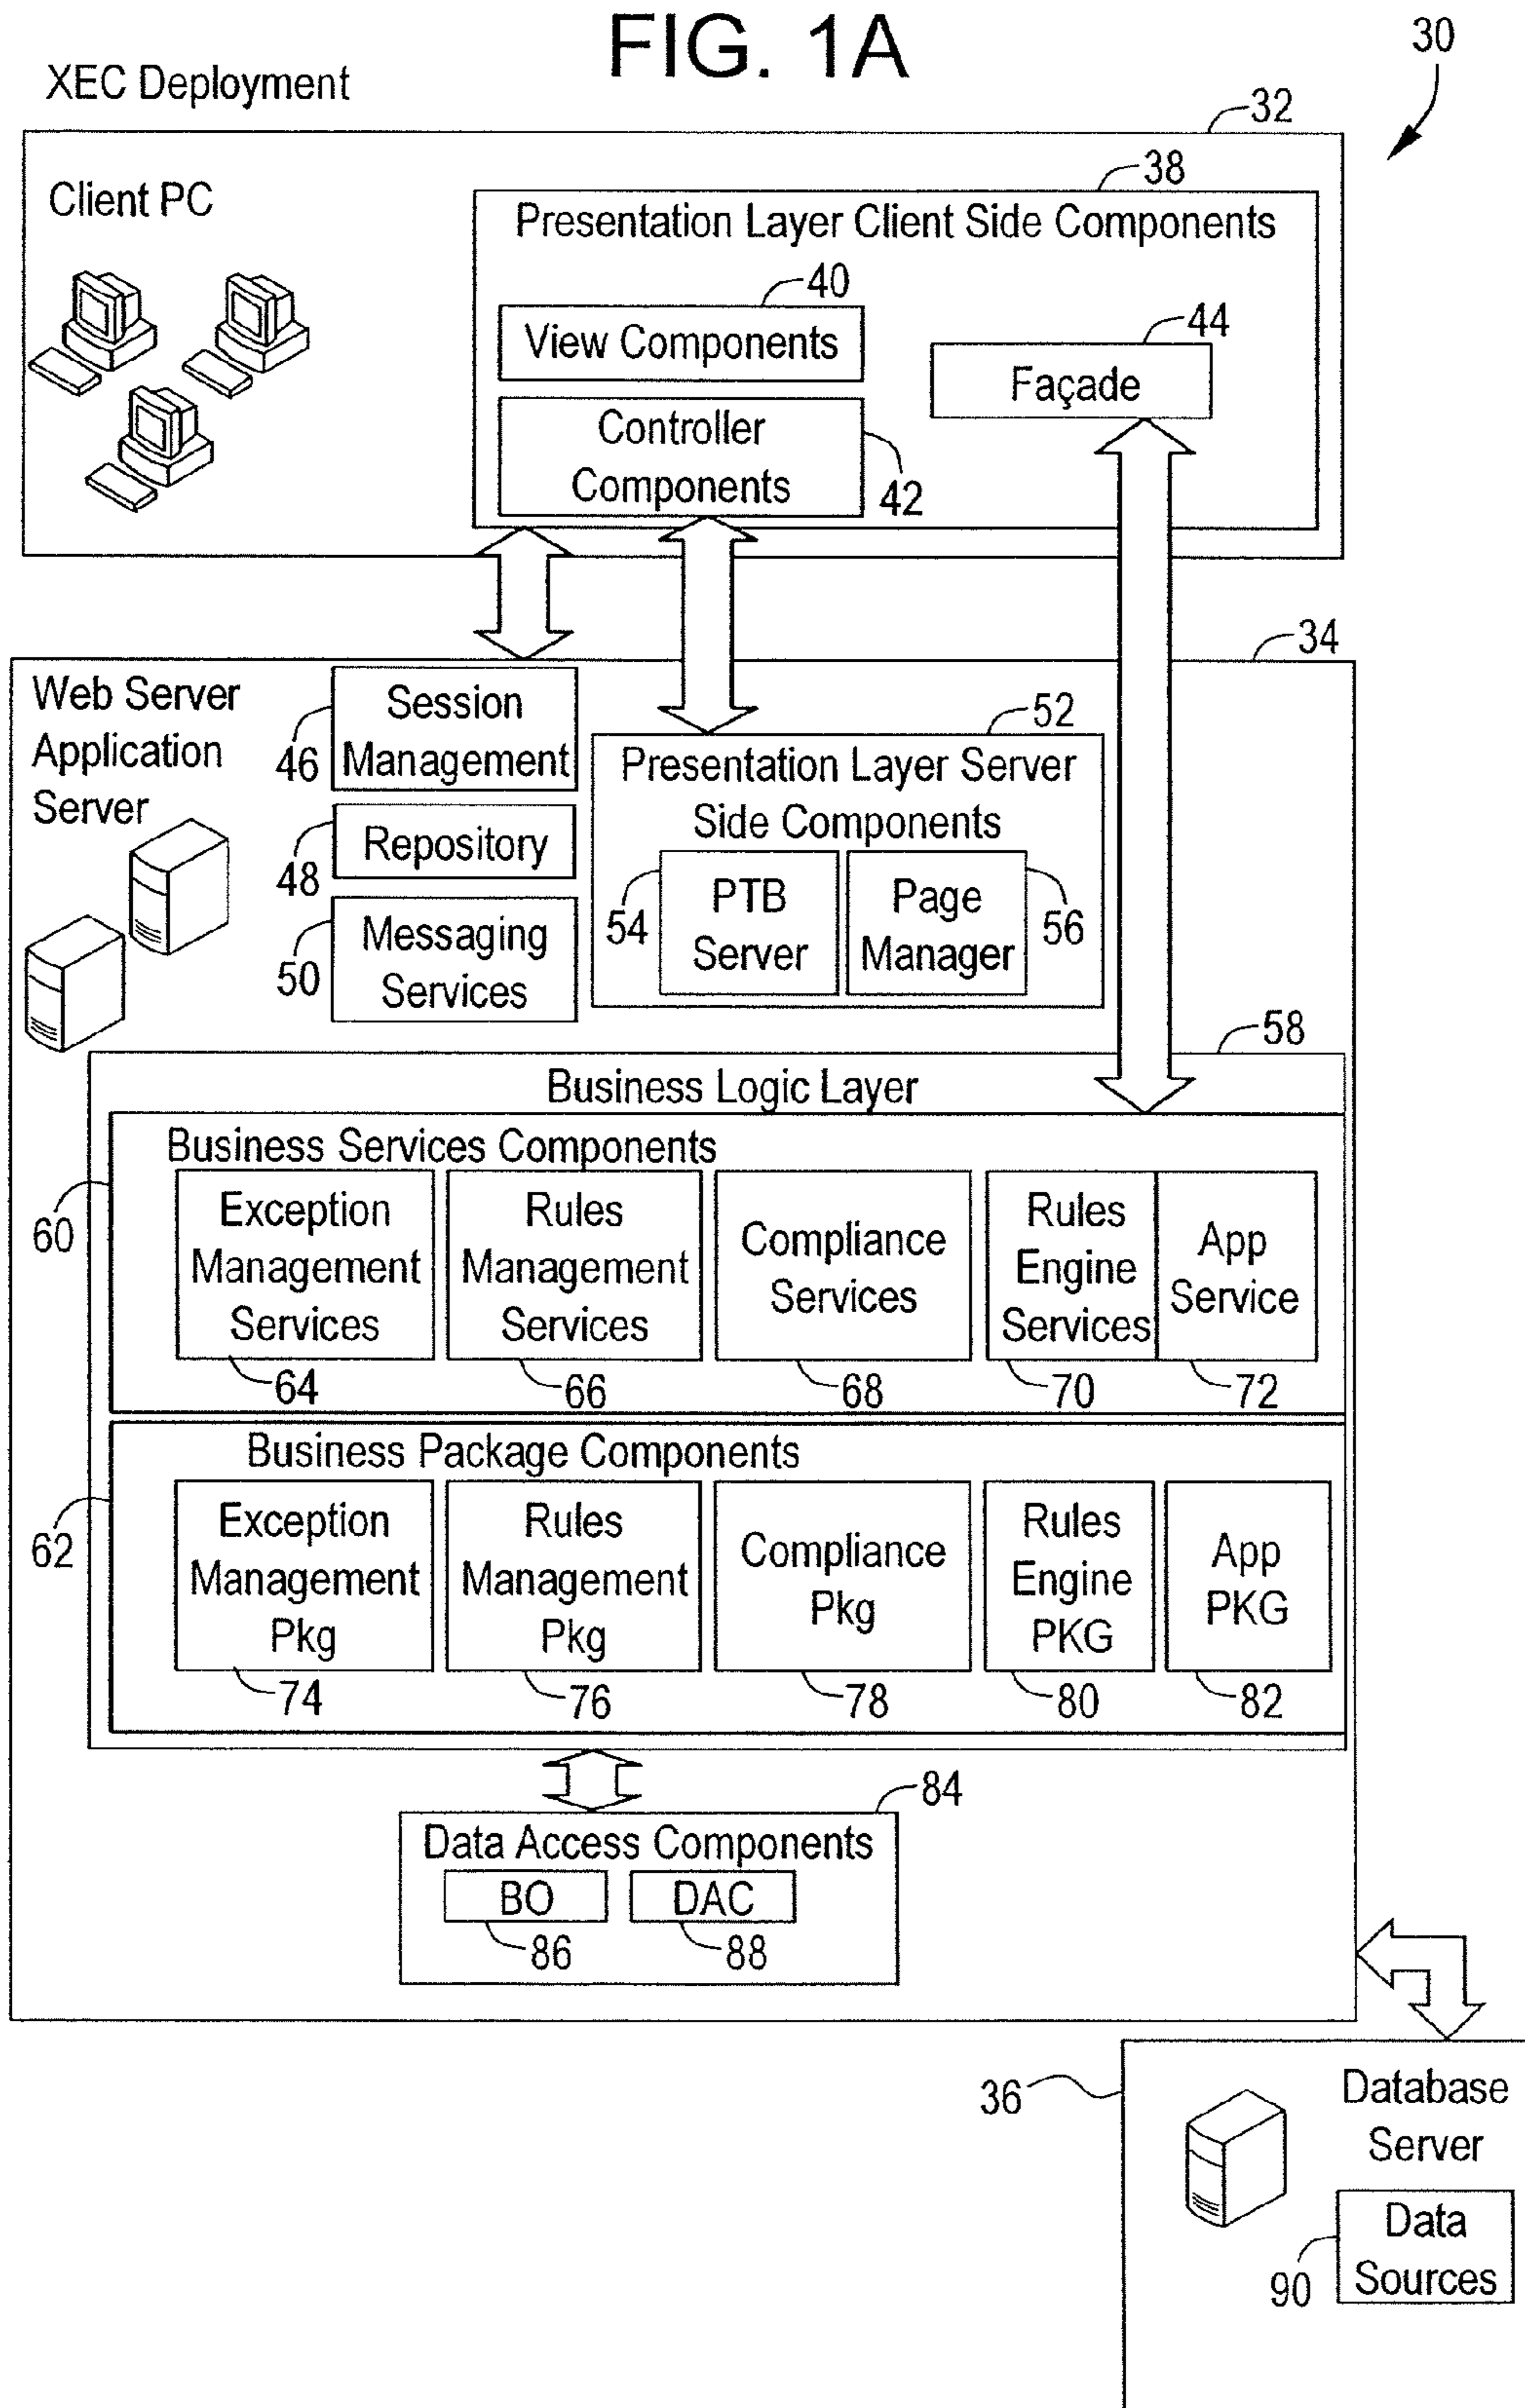 FIG. 1A
30
XEC Deployment
32
Client PC
38
Presentation Layer Client Side Components
40
View Components
44
Façade
Controller
Components
42
34
Web Server
Application
Server
Session
Management
46
52
Presentation Layer Server
Side Components
Repository
48
PTB
Server
54
Page
Manager
56
Messaging
Services
50
58
Business Logic Layer
Business Services Components
60
Exception
Management
Services
Rules
Management
Services
Compliance
Services
Rules
Engine
Services
App
Service
64
66
68
70
72
Business Package Components
62
Exception
Management
Pkg
Rules
Management
Pkg
Compliance
Pkg
Rules
Engine
PKG
App
PKG
74
76
78
80
82
84
Data Access Components
BO
DAC
86
88
36
Database
Server
Data
Sources
90